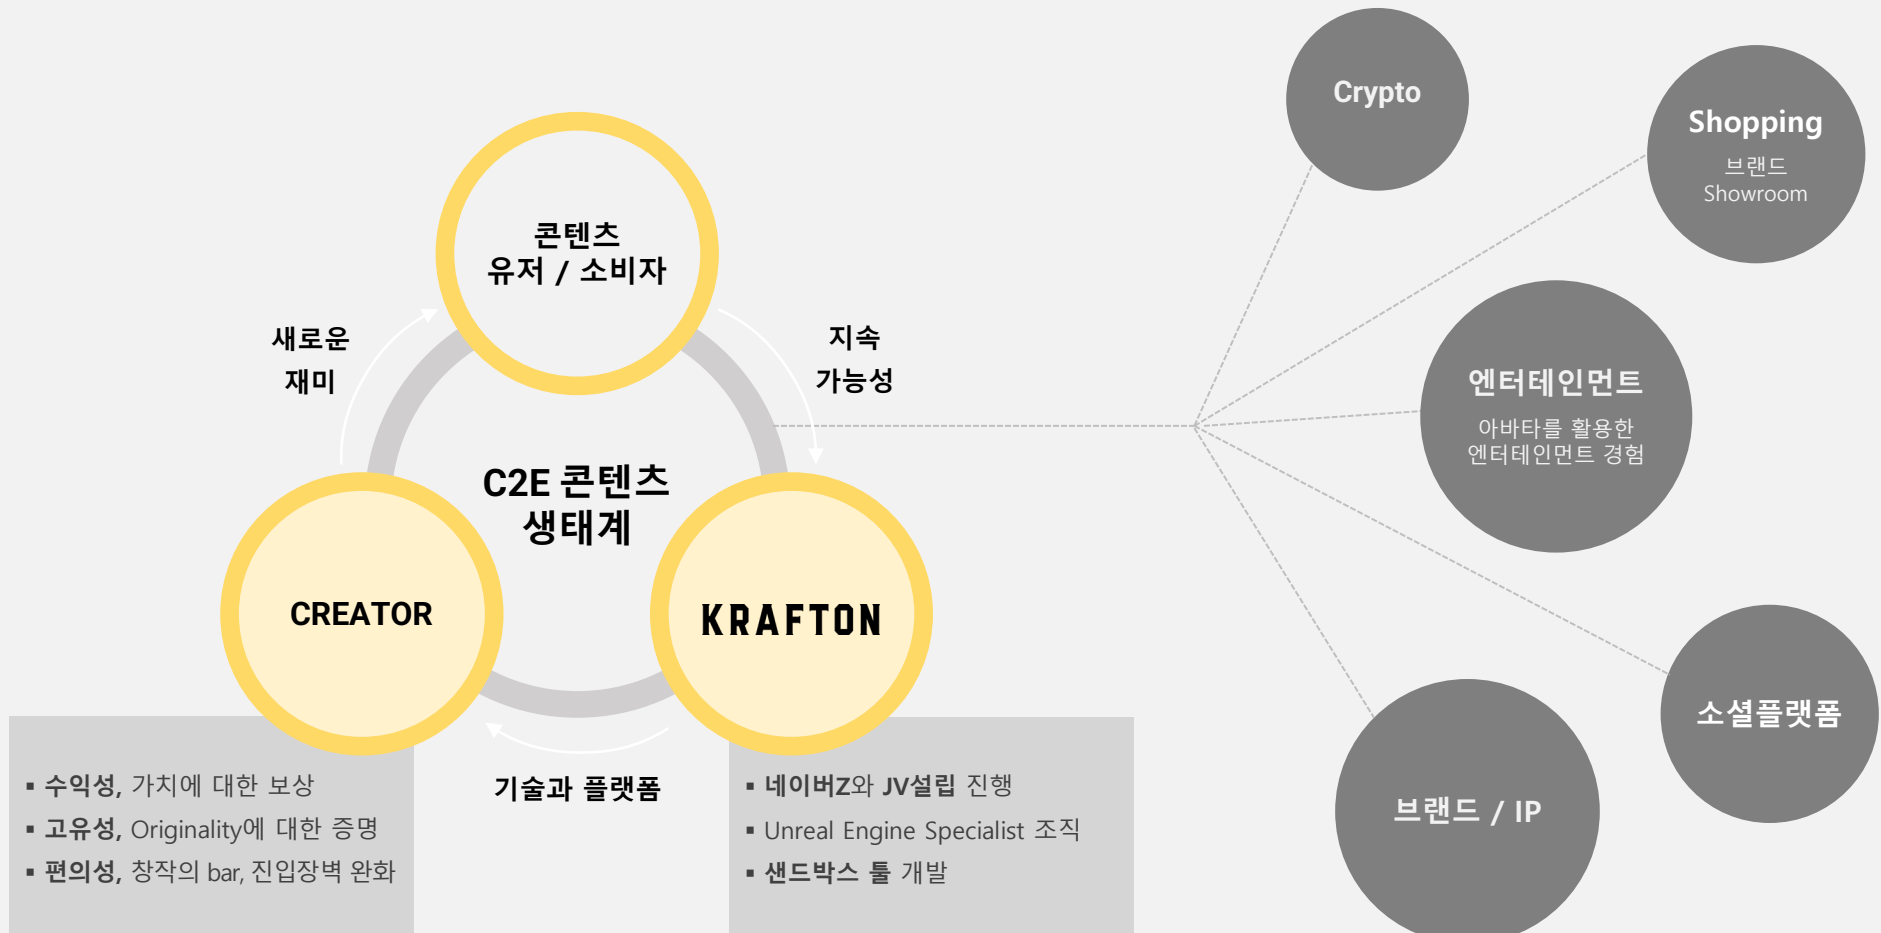 콘텐츠
유저 / 소비자
새로운
재미
지속
가능성
C2E 콘텐츠
생태계
CREATOR
KRAFTON
기술과 플랫폼
▪ 수익성, 가치에 대한 보상
▪ 고유성, Originality에 대한 증명
▪ 편의성, 창작의 bar, 진입장벽 완화
▪ 네이버Z와 JV설립 진행
▪ Unreal Engine Specialist 조직
▪ 샌드박스 툴 개발
Crypto
Shopping
브랜드
Showroom
엔터테인먼트
아바타를 활용한
엔터테인먼트 경험
소셜플랫폼
브랜드 / IP